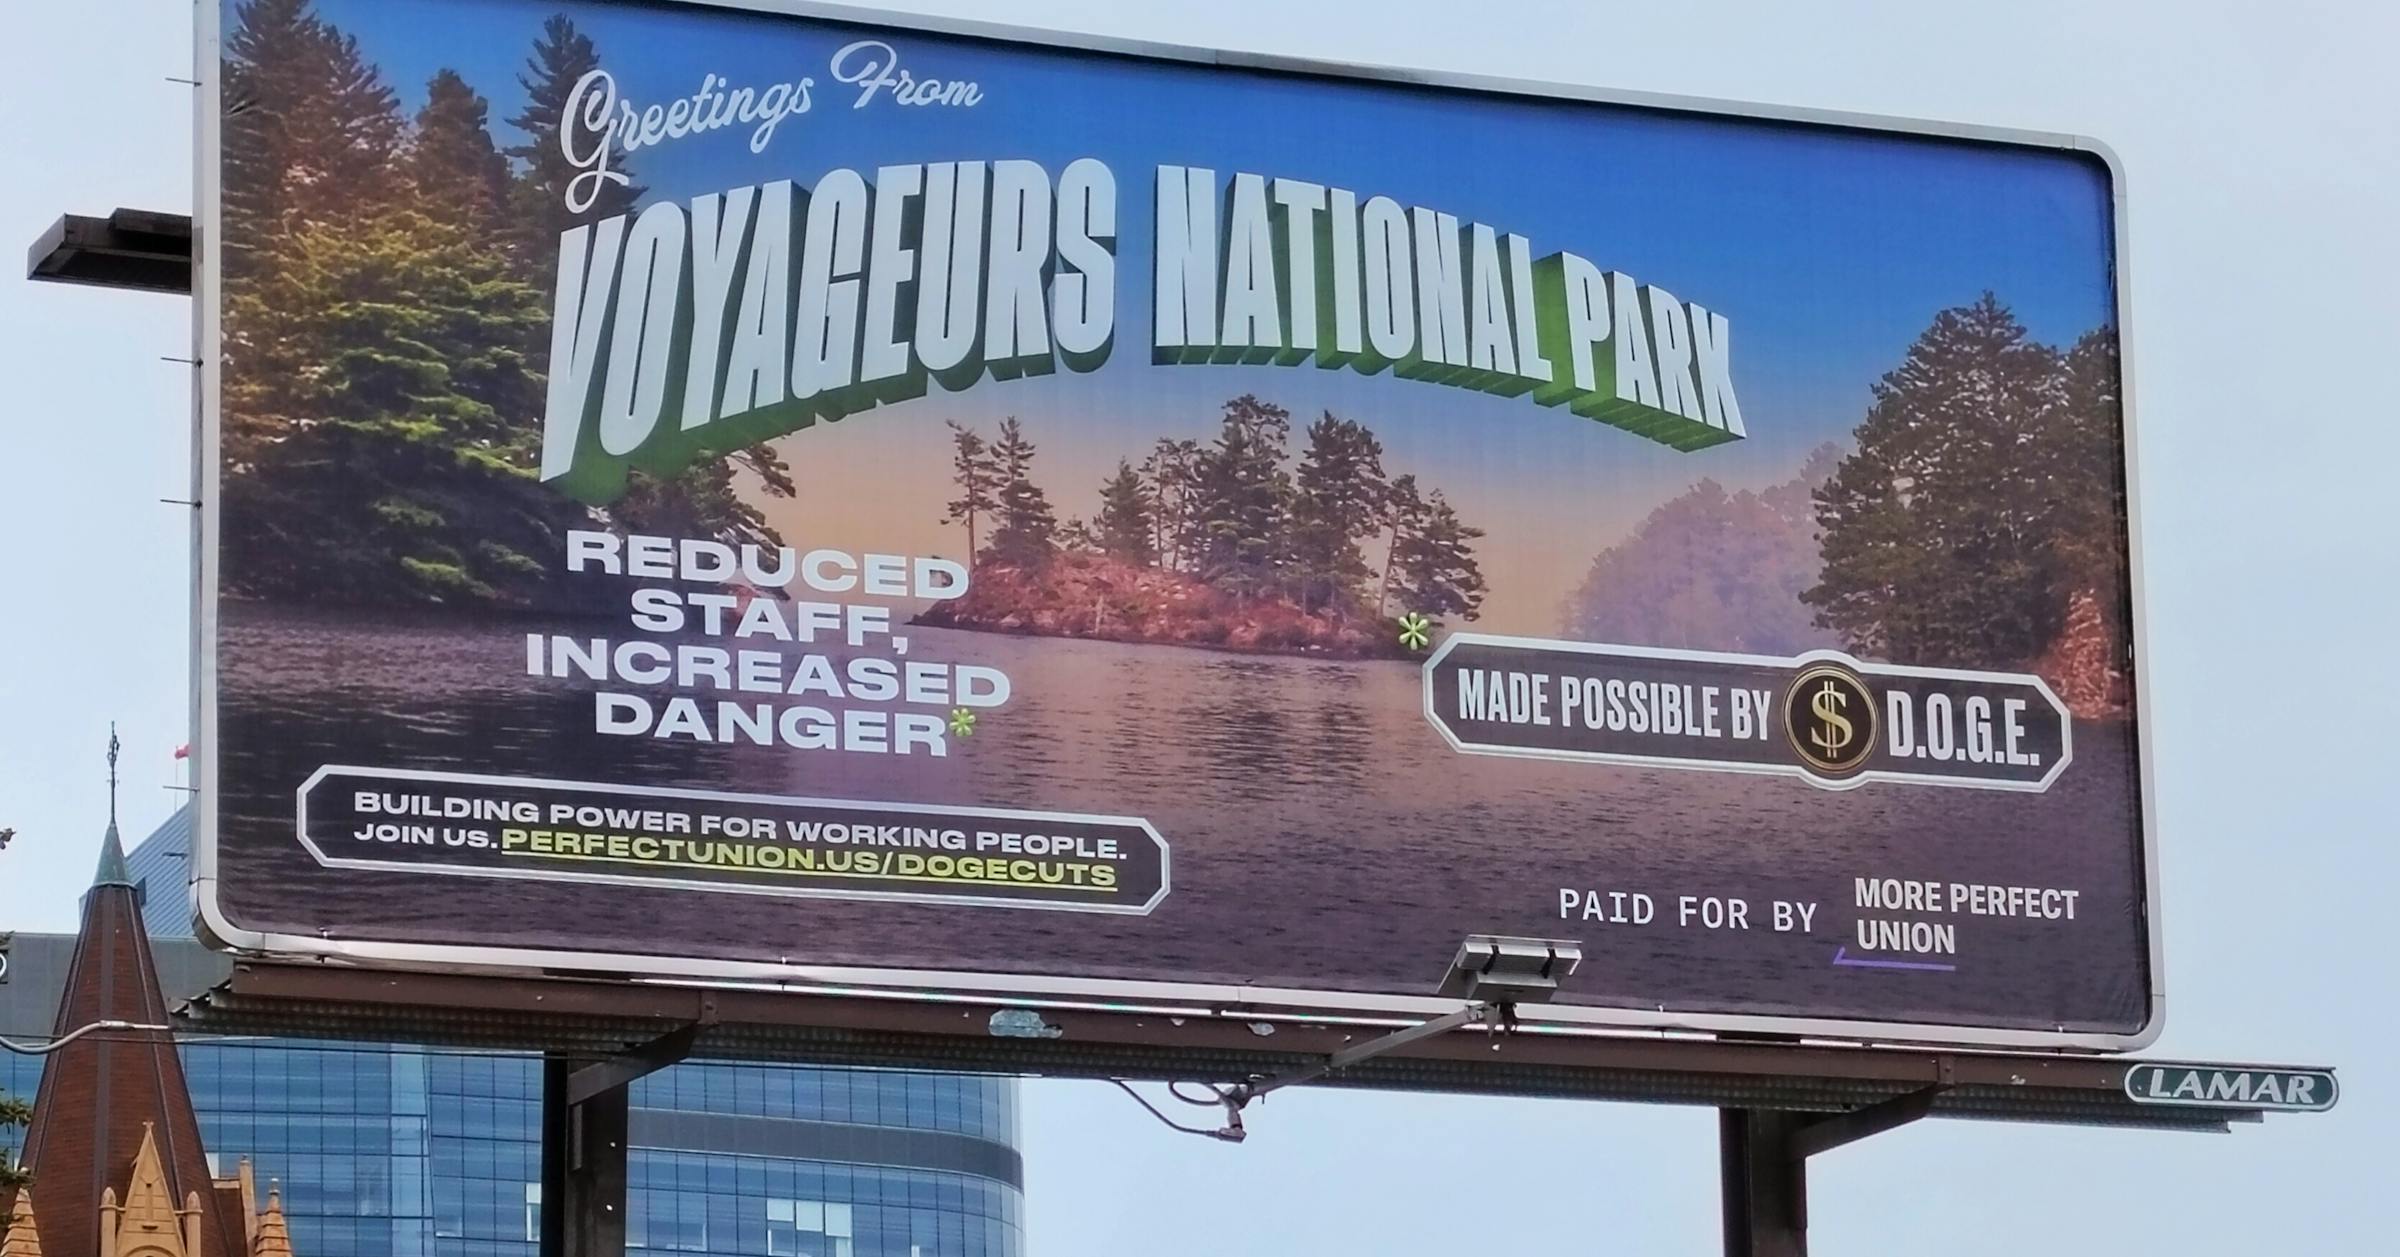 Greetings From
VOYAGEURS NATIONAL PARK
REDUCED
STAFF,
INCREASED
DANGER*
* MADE POSSIBLE BY $ D.O.G.E.
BUILDING POWER FOR WORKING PEOPLE.
JOIN US. PERFECTUNION.US/DOGECUTS
PAID FOR BY
MORE PERFECT
UNION
LAMAR